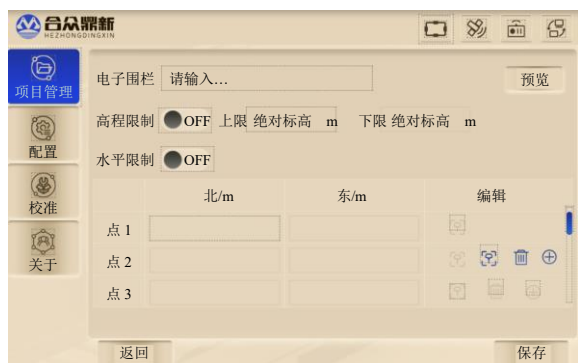 合众鼎新
HEZHONGDINGXIN
项目管理
配置
校准
关于
电子围栏 请输入... 预览
高程限制 OFF 上限 绝对标高 m 下限 绝对标高 m
水平限制 OFF
北/m 东/m 编辑
点 1
点 2
点 3
返回 保存